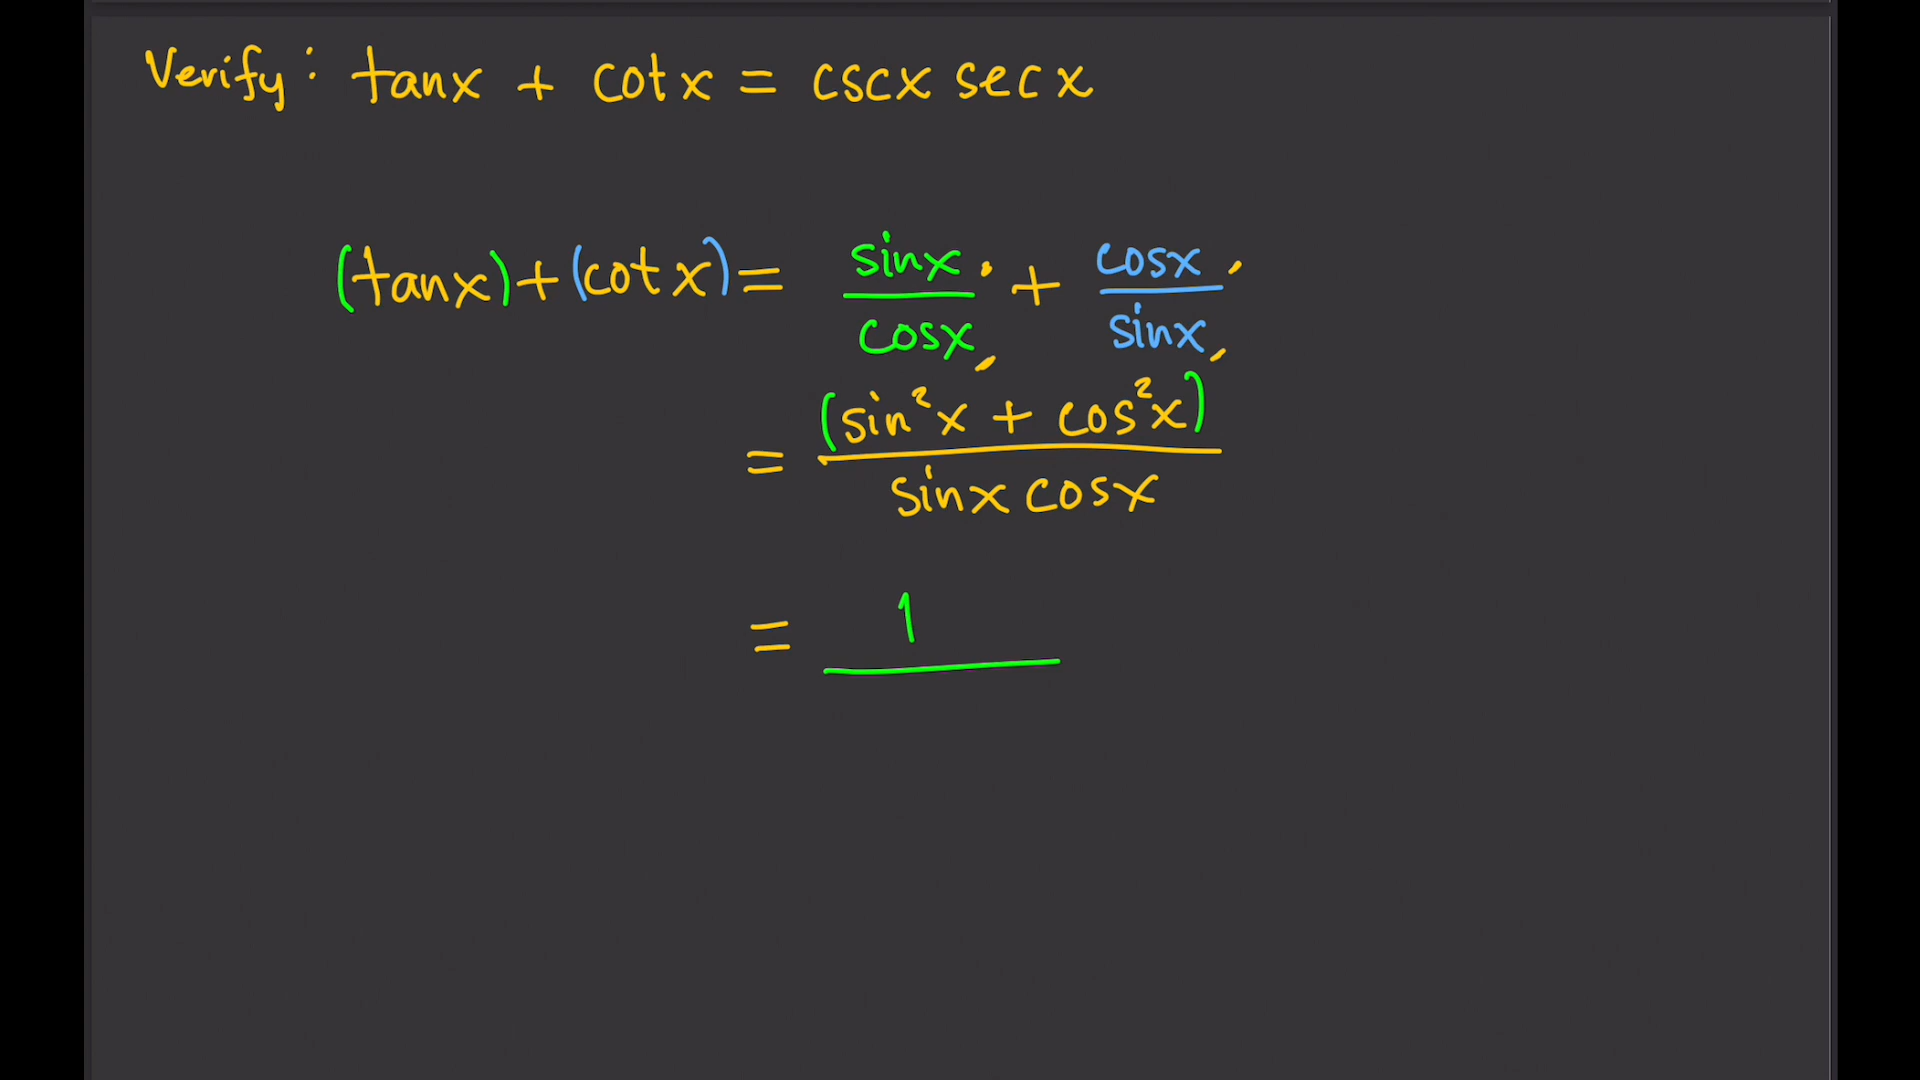 Verify: tanx + cotx = cscx secx
(tanx)+(cotx)= sinx/cosx + cosx/sinx
= (sin²x + cos²x)/sinx cosx
= 1